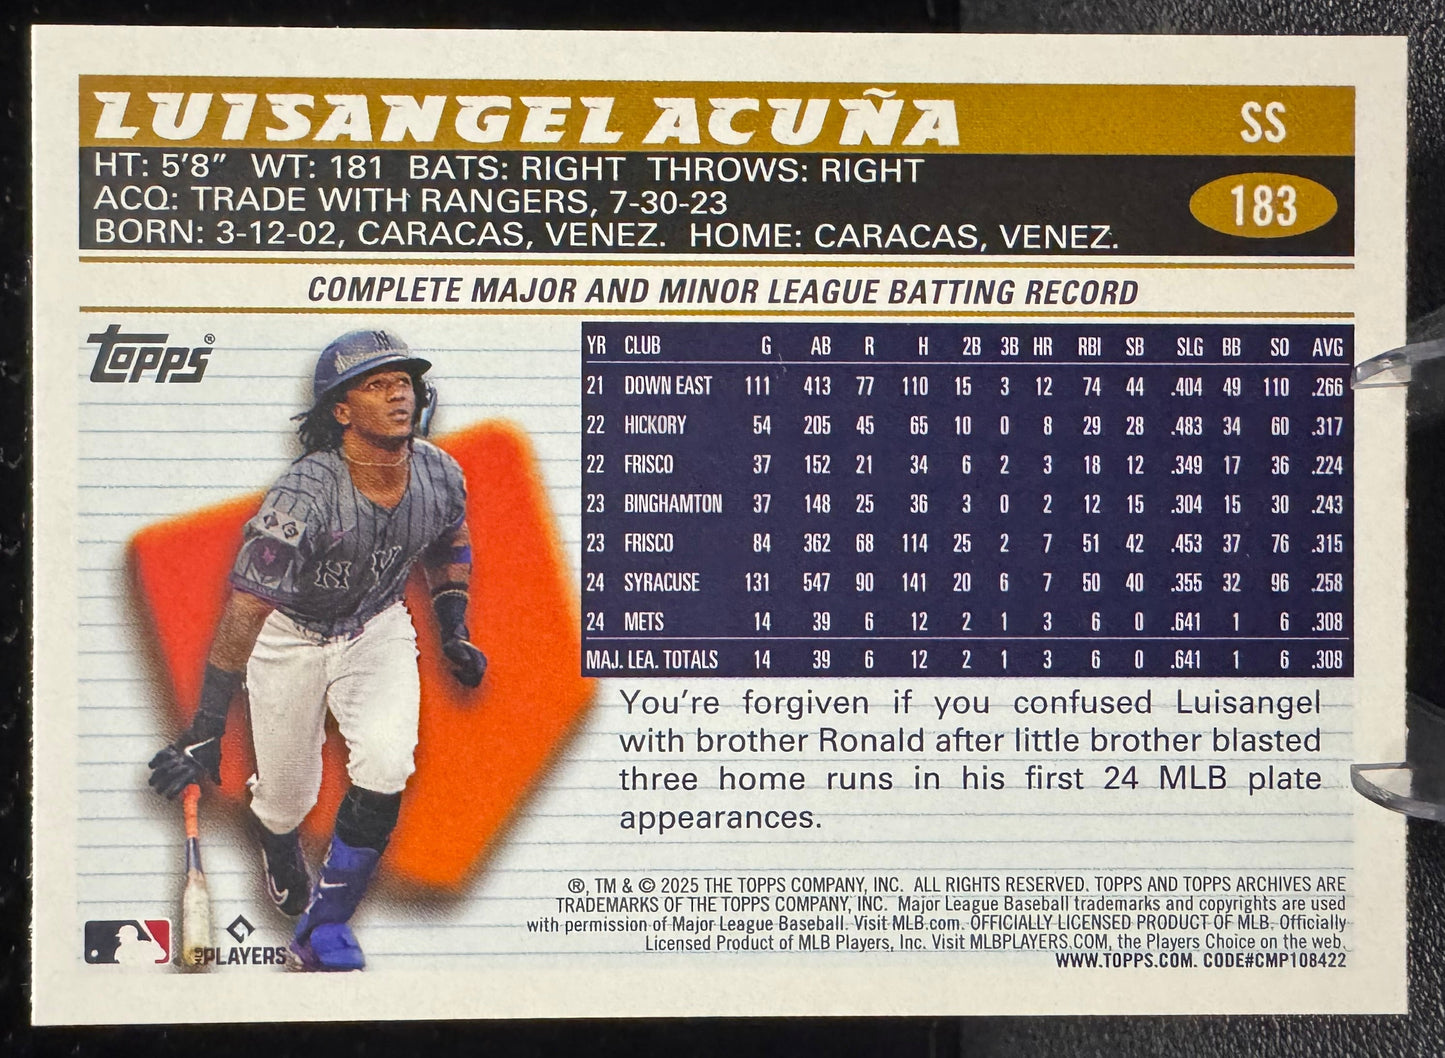 LUISANGEL ACUÑA SS
HT: 5'8" WT: 181 BATS: RIGHT THROWS: RIGHT
ACQ: TRADE WITH RANGERS, 7-30-23
183
BORN: 3-12-02, CARACAS, VENEZ. HOME: CARACAS, VENEZ.
COMPLETE MAJOR AND MINOR LEAGUE BATTING RECORD
Topps®
YR CLUB G AB R H 2B 3B HR RBI SB SLG BB SO AVG
21 DOWN EAST 111 413 77 110 15 3 12 74 44 .404 49 110 .266
22 HICKORY 54 205 45 65 10 0 8 29 28 .483 34 60 .317
22 FRISCO 37 152 21 34 6 2 3 18 12 .349 17 36 .224
23 BINGHAMTON 37 148 25 36 3 0 2 12 15 .304 15 30 .243
23 FRISCO 84 362 68 114 25 2 7 51 42 .453 37 76 .315
24 SYRACUSE 131 547 90 141 20 6 7 50 40 .355 32 96 .258
24 METS 14 39 6 12 2 1 3 6 0 .641 1 6 .308
MAJ. LEA. TOTALS 14 39 6 12 2 1 3 6 0 .641 1 6 .308
NY
You're forgiven if you confused Luisangel
with brother Ronald after little brother blasted
three home runs in his first 24 MLB plate
appearances.
®, TM & © 2025 THE TOPPS COMPANY, INC. ALL RIGHTS RESERVED. TOPPS AND TOPPS ARCHIVES ARE
TRADEMARKS OF THE TOPPS COMPANY, INC. Major League Baseball trademarks and copyrights are used
with permission of Major League Baseball. Visit MLB.com. OFFICIALLY LICENSED PRODUCT OF MLB. Officially
Licensed Product of MLB Players, Inc. Visit MLBPLAYERS.COM, the Players Choice on the web.
WWW.TOPPS.COM. CODE#CMP108422
MLB PLAYERS